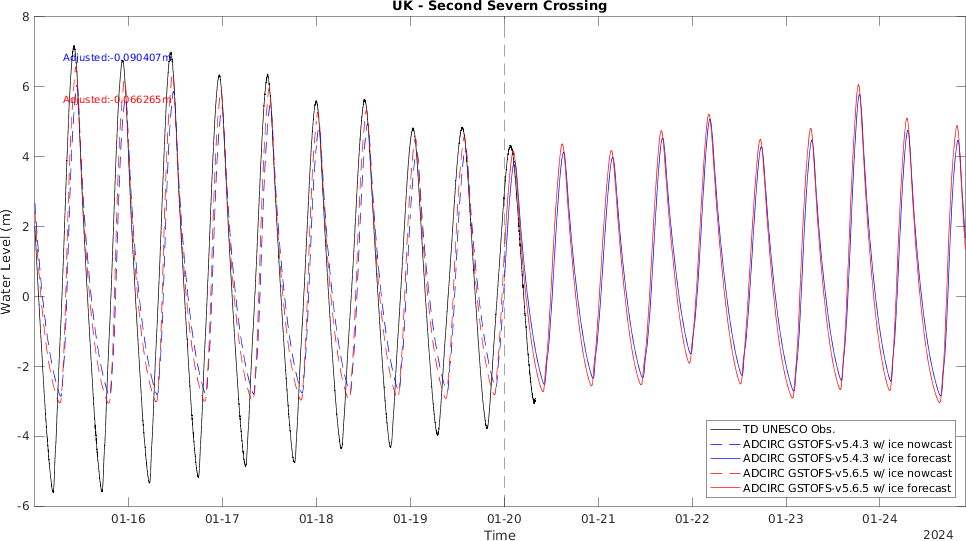 UK - Second Severn Crossing
8
6
4
2
0
-2
-4
-6
Water Level (m)
Adjusted:-0.090407m
Adjusted:-0.066265m
TD UNESCO Obs.
ADCIRC GSTOFS-v5.4.3 w/ ice nowcast
ADCIRC GSTOFS-v5.4.3 w/ ice forecast
ADCIRC GSTOFS-v5.6.5 w/ ice nowcast
ADCIRC GSTOFS-v5.6.5 w/ ice forecast
01-16 01-17 01-18 01-19 01-20 01-21 01-22 01-23 01-24
Time
2024